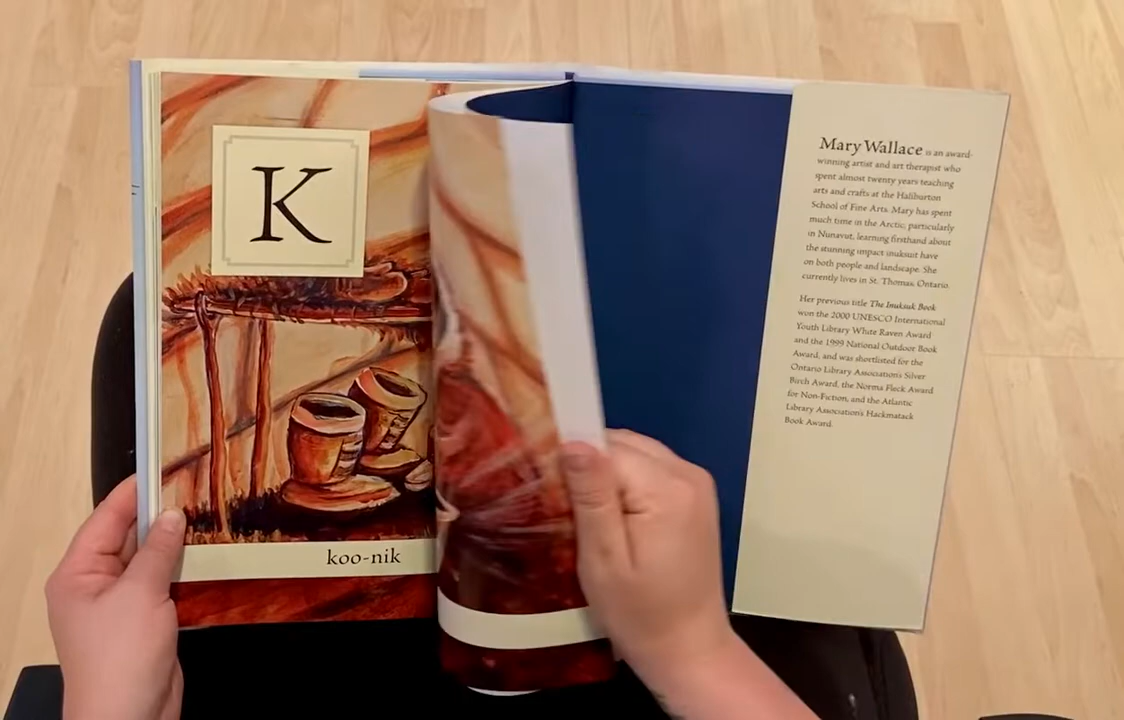 K
koo-nik
Mary Wallace is an award-
winning artist and art therapist who
spent almost twenty years teaching
arts and crafts at the Haliburton
School of Fine Arts. Mary has spent
much time in the Arctic, particularly
in Nunavut, learning firsthand about
the stunning impact inuksuit have
on both people and landscape. She
currently lives in St. Thomas, Ontario.
Her previous title The Inuksuk Book
won the 2000 UNESCO International
Youth Library White Raven Award
and the 1999 National Outdoor Book
Award, and was shortlisted for the
Ontario Library Association's Silver
Birch Award, the Norma Fleck Award
for Non-Fiction, and the Atlantic
Library Association's Hackmatack
Book Award.